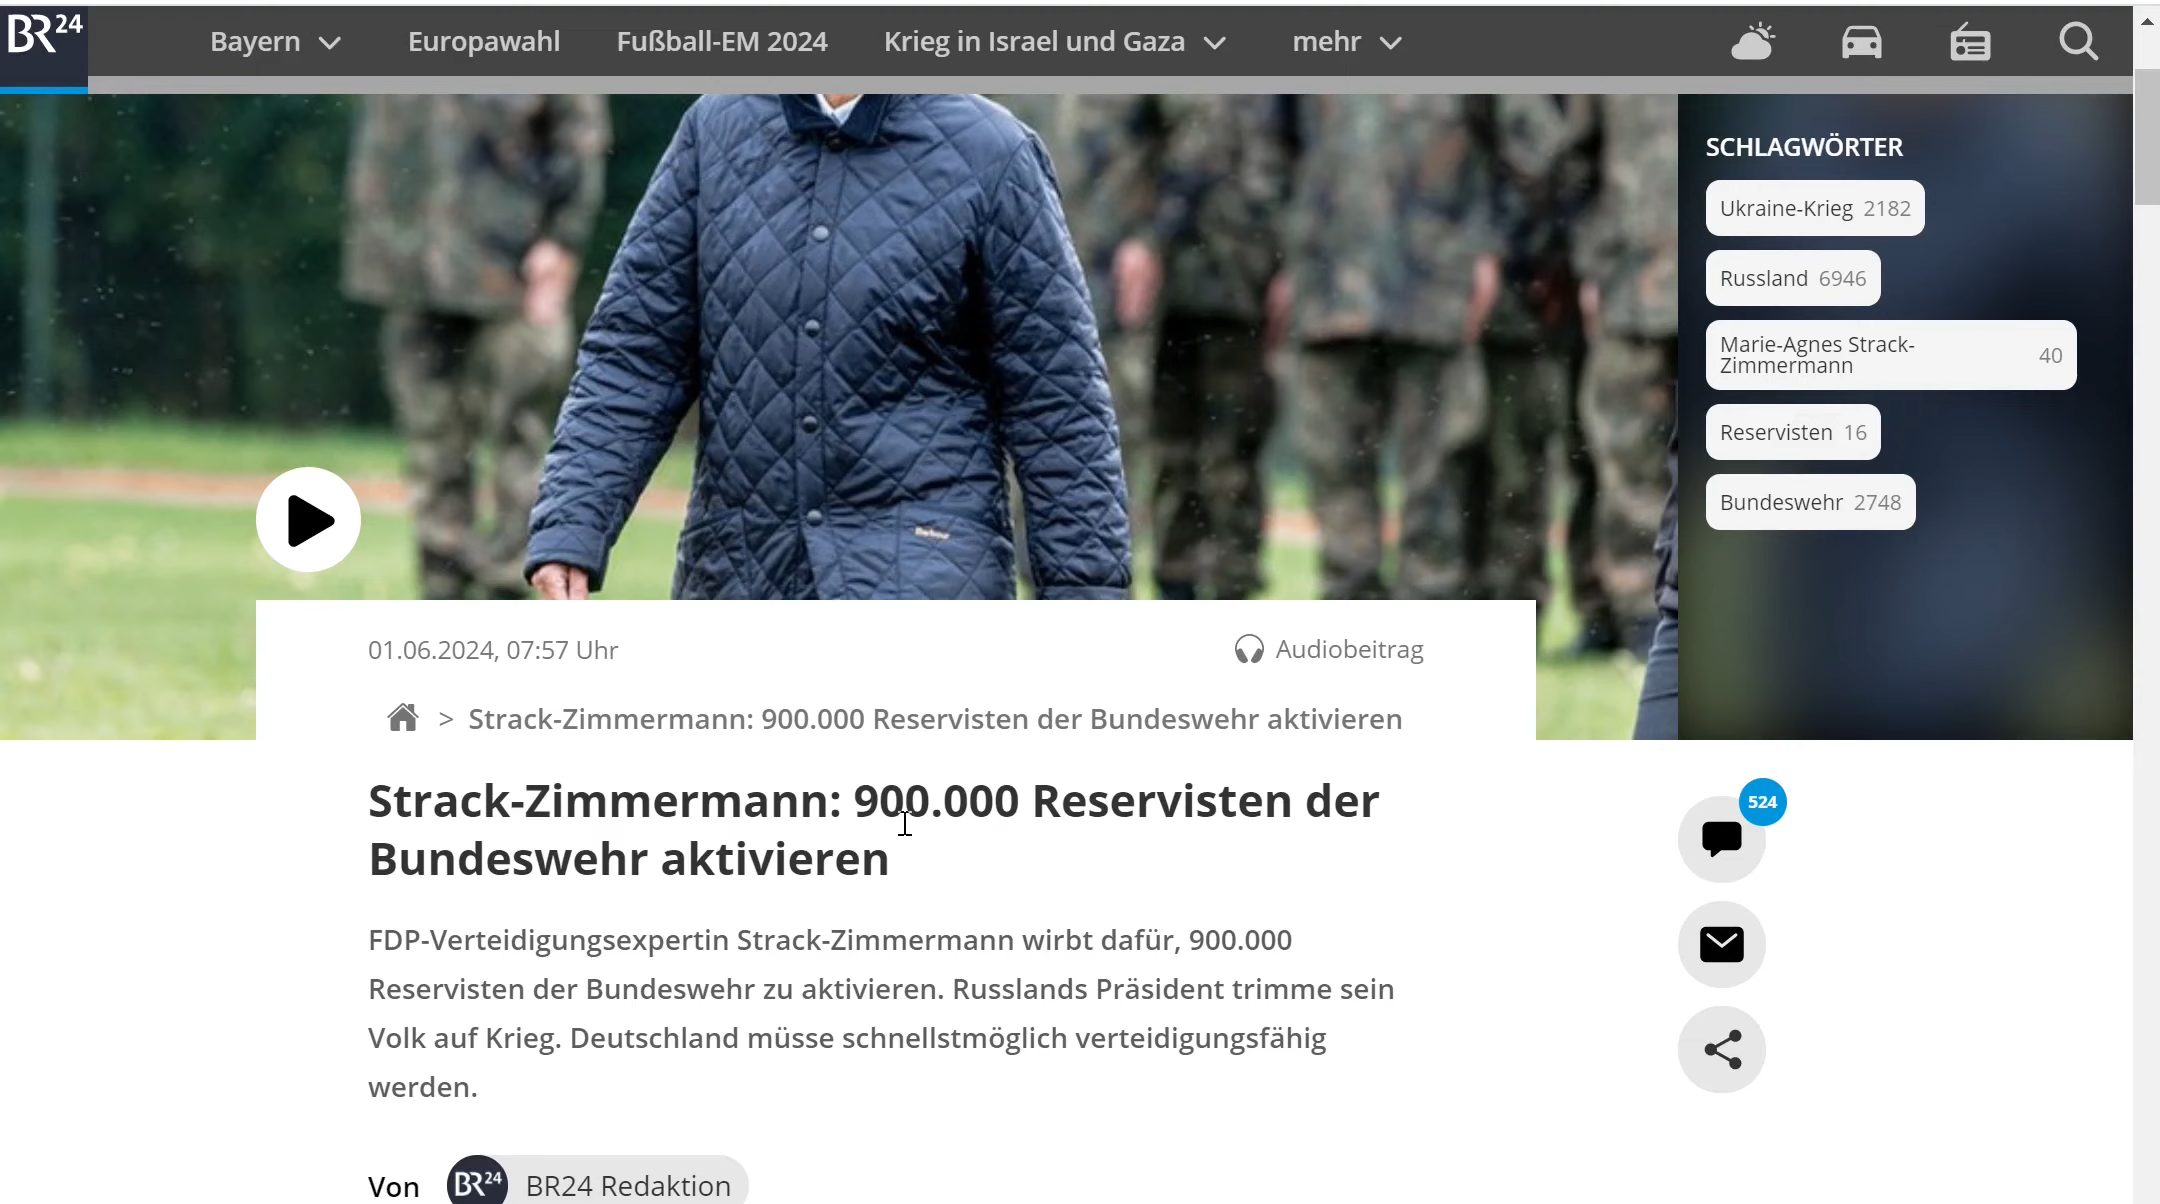 BR24
Bayern
Europawahl
Fußball-EM 2024
Krieg in Israel und Gaza
mehr
SCHLAGWÖRTER
Ukraine-Krieg 2182
Russland 6946
Marie-Agnes Strack-
Zimmermann 40
Reservisten 16
Bundeswehr 2748
Barbour
01.06.2024, 07:57 Uhr
Audiobeitrag
> Strack-Zimmermann: 900.000 Reservisten der Bundeswehr aktivieren
Strack-Zimmermann: 900.000 Reservisten der
Bundeswehr aktivieren
524
FDP-Verteidigungsexpertin Strack-Zimmermann wirbt dafür, 900.000
Reservisten der Bundeswehr zu aktivieren. Russlands Präsident trimme sein
Volk auf Krieg. Deutschland müsse schnellstmöglich verteidigungsfähig
werden.
Von BR24 BR24 Redaktion